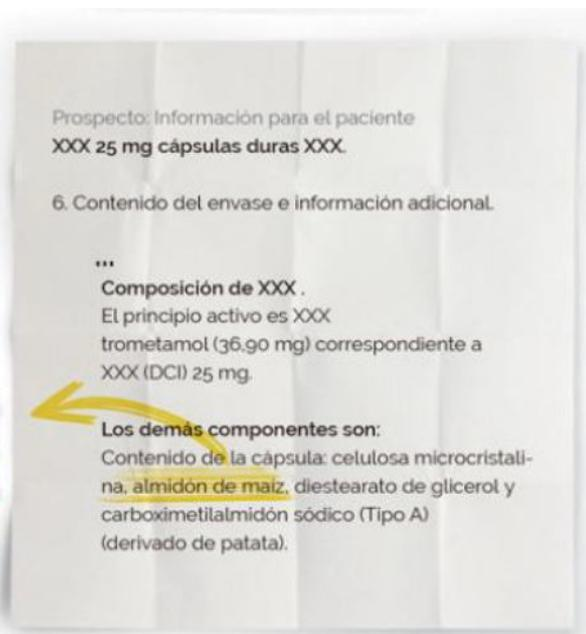 Prospecto: Información para el paciente
XXX 25 mg cápsulas duras XXX.
6. Contenido del envase e información adicional.
...
Composición de XXX .
El principio activo es XXX
trometamol (36,90 mg) correspondiente a
XXX (DCI) 25 mg.
Los demás componentes son:
Contenido de la cápsula: celulosa microcristali-
na, almidón de maíz, diestearato de glicerol y
carboximetilalmidón sódico (Tipo A)
(derivado de patata).